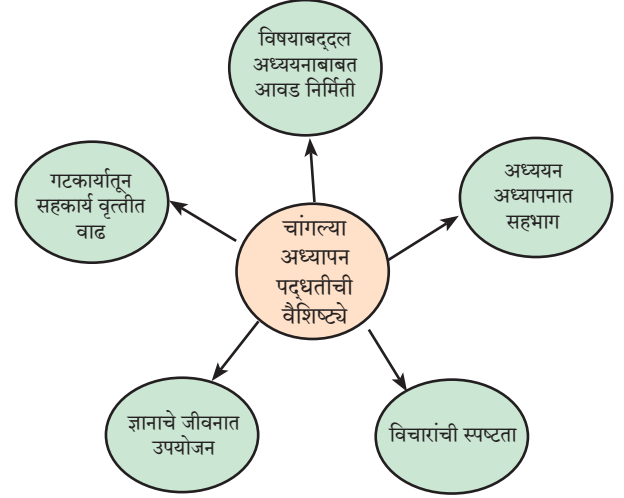 विषयाबद्दल
अध्ययनाबाबत
आवड निर्मिती
गटकार्यातून
सहकार्य वृत्तीत
वाढ
अध्ययन
अध्यापनात
सहभाग
चांगल्या
अध्यापन
पद्धतीची
वैशिष्ट्ये
ज्ञानाचे जीवनात
उपयोजन
विचारांची स्पष्टता